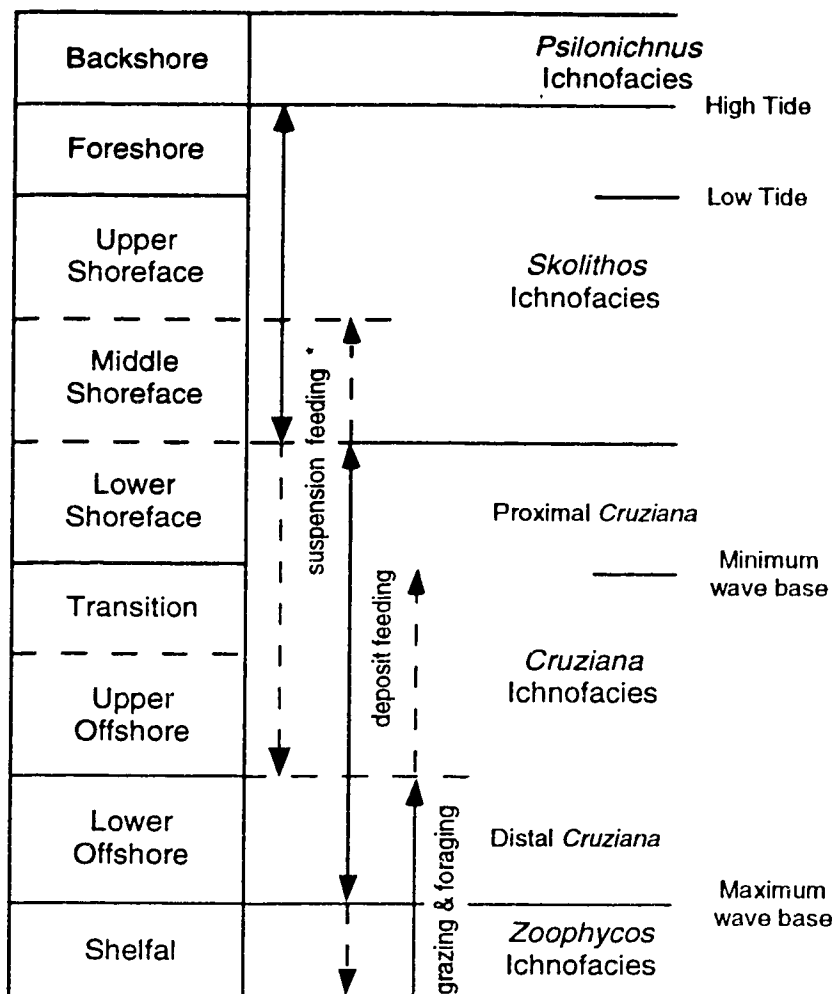 Backshore
Psilonichnus
Ichnofacies
High Tide
Foreshore
Low Tide
Upper
Shoreface
Skolithos
Ichnofacies
Middle
Shoreface
suspension feeding *
Lower
Shoreface
Proximal Cruziana
Minimum
wave base
Transition
deposit feeding
Cruziana
Ichnofacies
Upper
Offshore
Lower
Offshore
grazing & foraging
Distal Cruziana
Maximum
wave base
Shelfal
Zoophycos
Ichnofacies